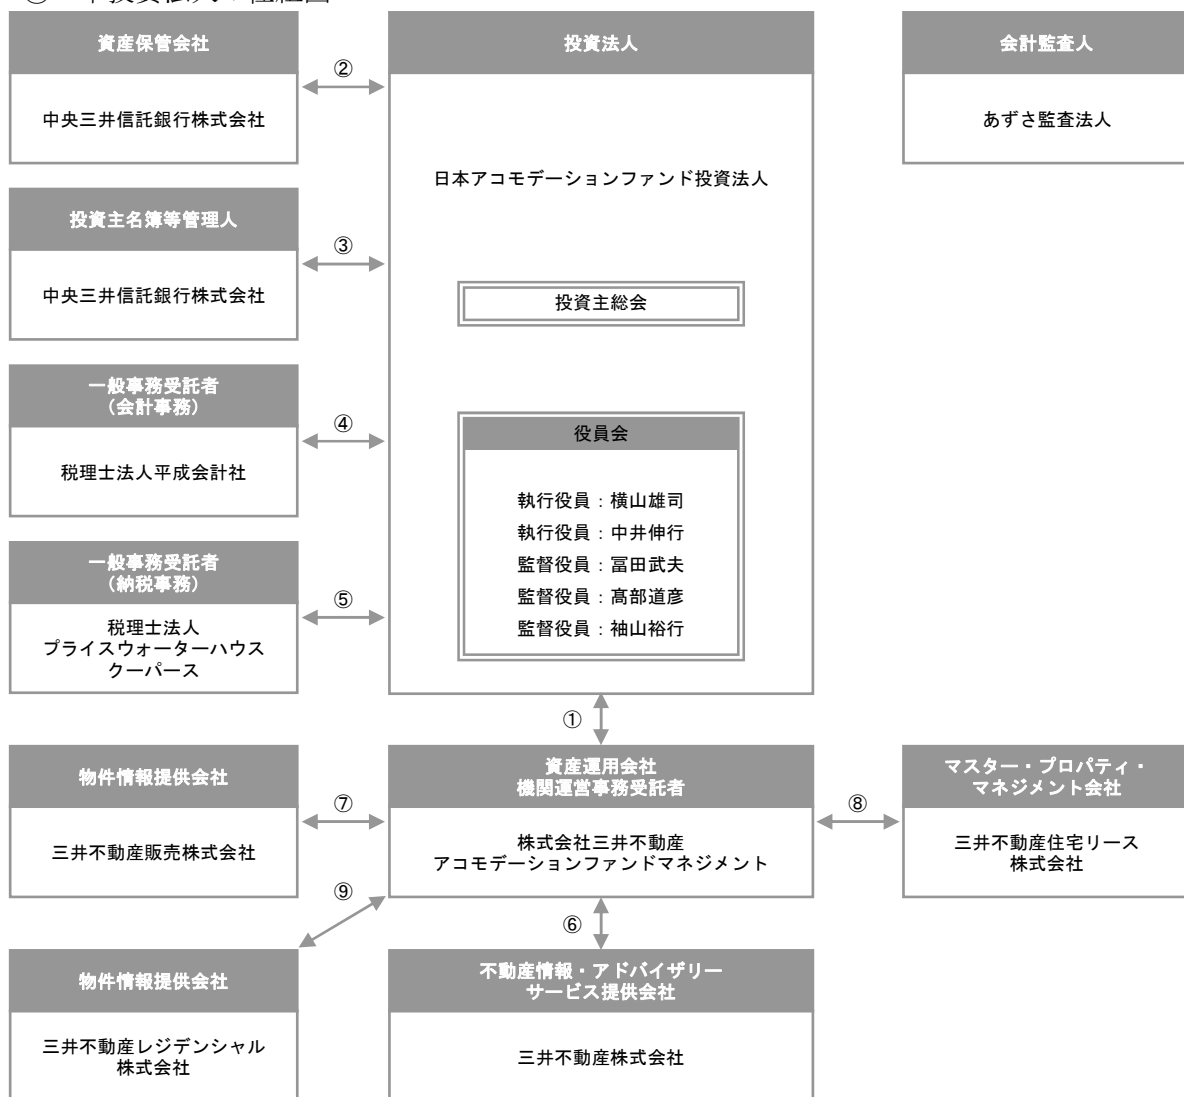 資産保管会社
中央三井信託銀行株式会社
②
投資主名簿等管理人
中央三井信託銀行株式会社
③
一般事務受託者
（会計事務）
税理士法人平成会計社
④
一般事務受託者
（納税事務）
税理士法人
プライスウォーターハウス
クーパース
⑤
投資法人
日本アコモデーションファンド投資法人
投資主総会
役員会
執行役員：横山雄司
執行役員：中井伸行
監督役員：冨田武夫
監督役員：髙部道彦
監督役員：袖山裕行
会計監査人
あずさ監査法人
①
物件情報提供会社
三井不動産販売株式会社
⑦
資産運用会社
機関運営事務受託者
株式会社三井不動産
アコモデーションファンドマネジメント
⑧
マスター・プロパティ・
マネジメント会社
三井不動産住宅リース
株式会社
⑨
⑥
物件情報提供会社
三井不動産レジデンシャル
株式会社
不動産情報・アドバイザリー
サービス提供会社
三井不動産株式会社